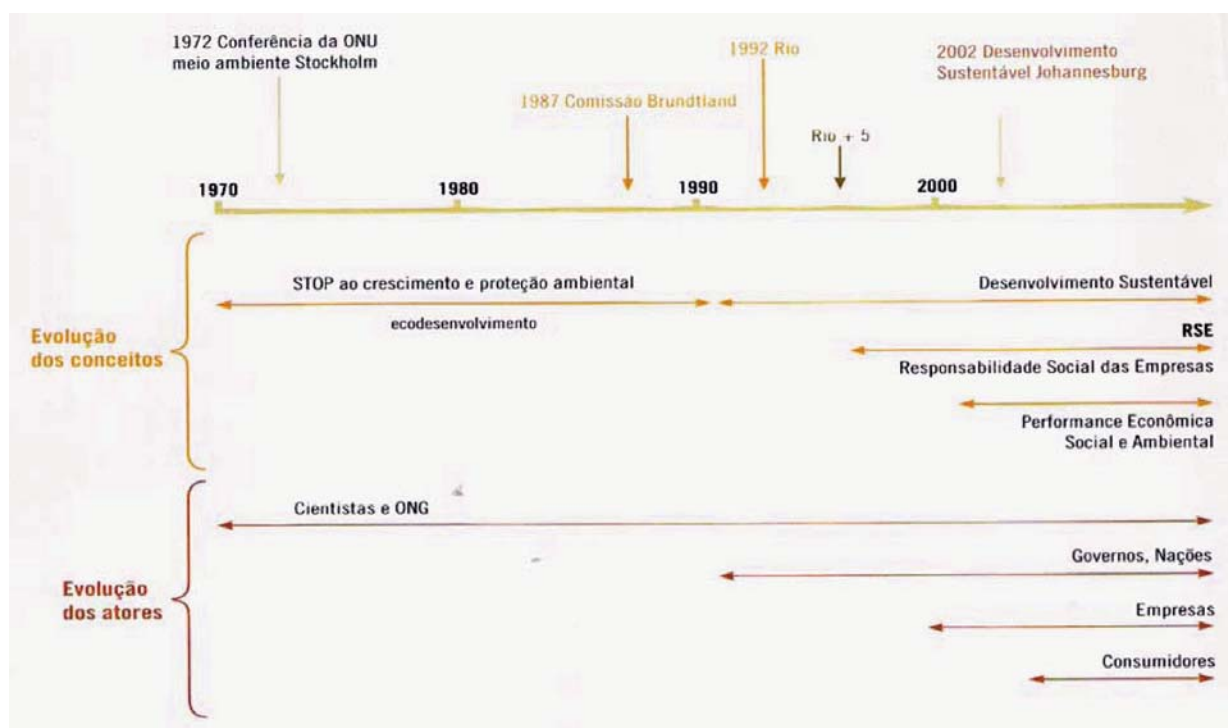 1972 Conferência da ONU
meio ambiente Stockholm
1987 Comissão Brundtland
1992 Rio
Rio + 5
2002 Desenvolvimento
Sustentável Johannesburg
1970
1980
1990
2000
Evolução
dos conceitos
STOP ao crescimento e proteção ambiental
ecodesenvolvimento
Desenvolvimento Sustentável
RSE
Responsabilidade Social das Empresas
Performance Econômica
Social e Ambiental
Evolução
dos atores
Cientistas e ONG
Governos, Nações
Empresas
Consumidores